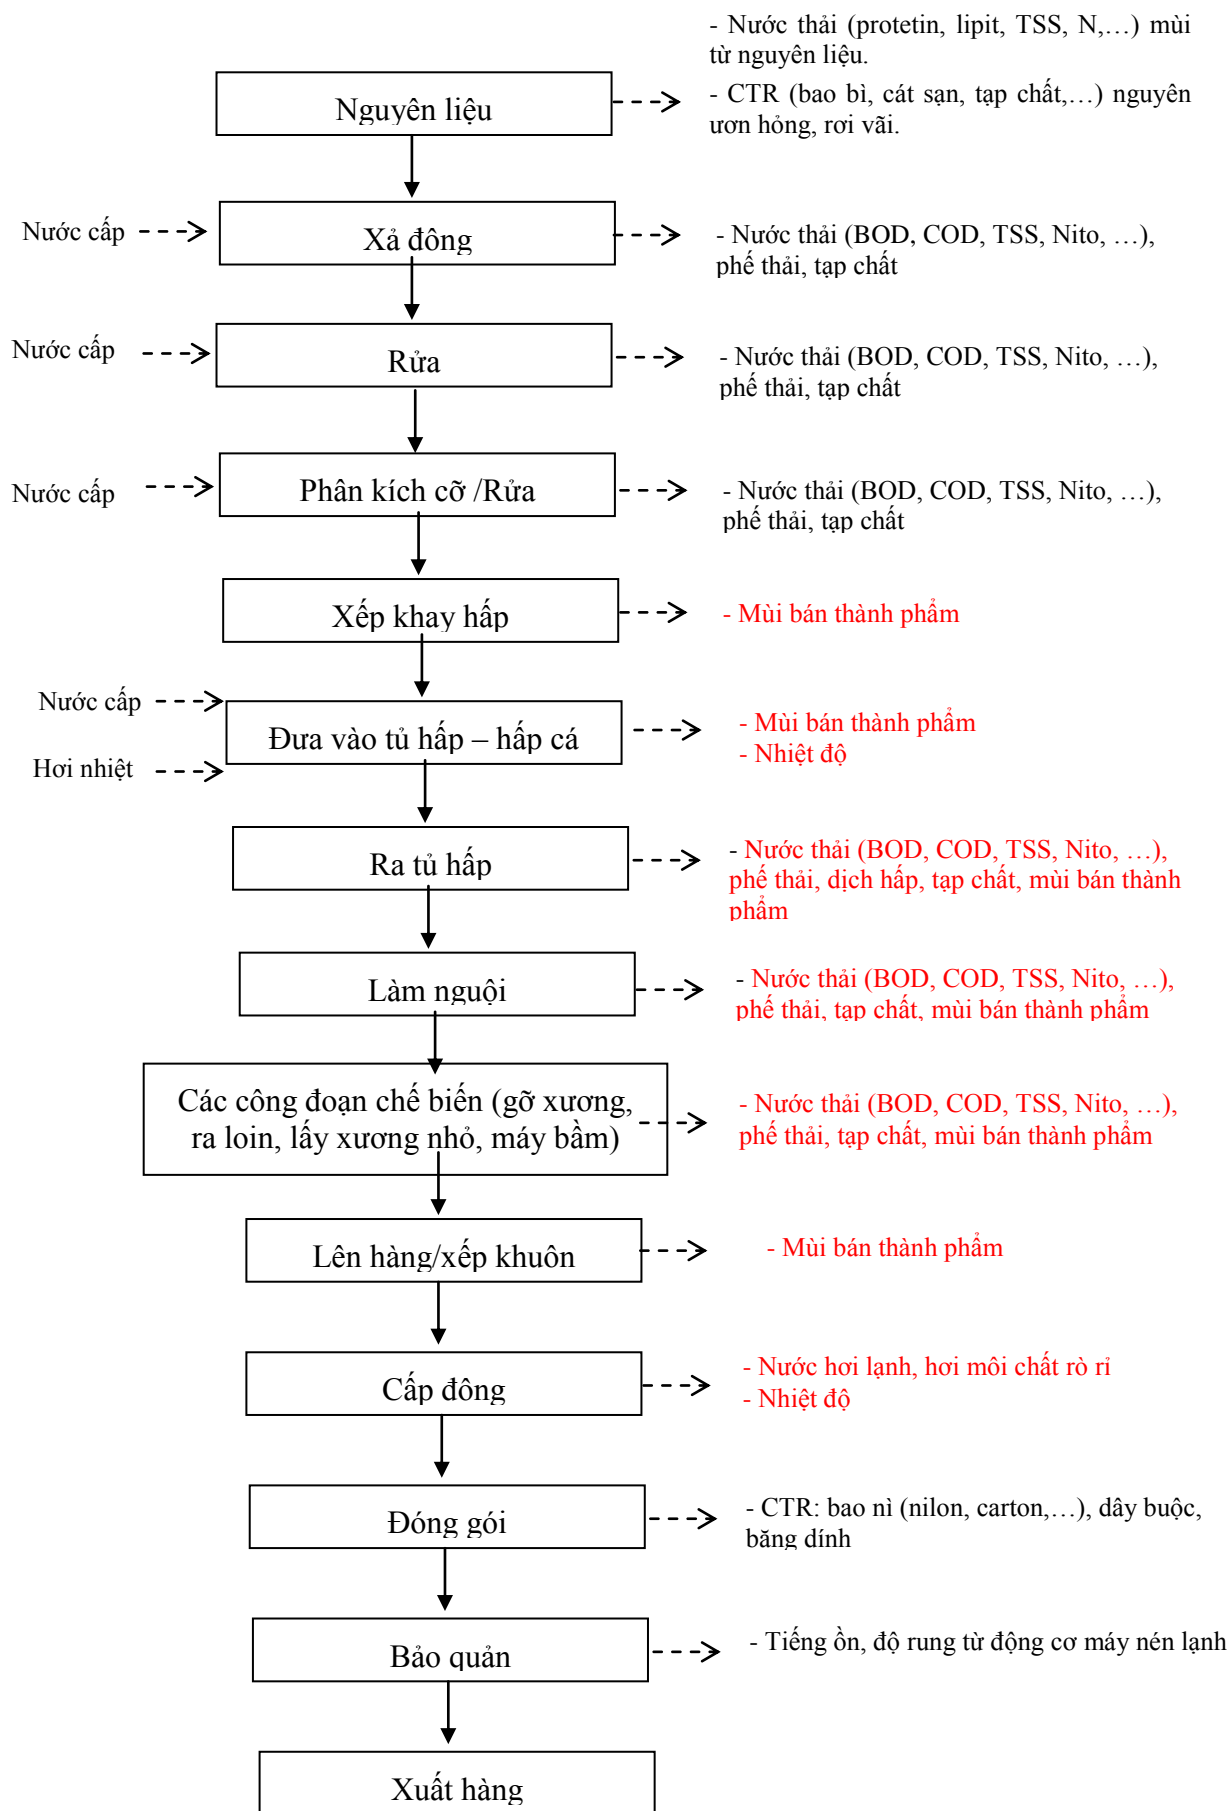 - Nước thải (protetin, lipit, TSS, N,…) mùi
từ nguyên liệu.
- CTR (bao bì, cát sạn, tạp chất,…) nguyên
ươn hỏng, rơi vãi.
Nguyên liệu
Nước cấp
Xả đông
- Nước thải (BOD, COD, TSS, Nito, …),
phế thải, tạp chất
Nước cấp
Rửa
- Nước thải (BOD, COD, TSS, Nito, …),
phế thải, tạp chất
Nước cấp
Phân kích cỡ /Rửa
- Nước thải (BOD, COD, TSS, Nito, …),
phế thải, tạp chất
Xếp khay hấp
- Mùi bán thành phẩm
Nước cấp
Hơi nhiệt
Đưa vào tủ hấp – hấp cá
- Mùi bán thành phẩm
- Nhiệt độ
Ra tủ hấp
- Nước thải (BOD, COD, TSS, Nito, …),
phế thải, dịch hấp, tạp chất, mùi bán thành
phẩm
Làm nguội
- Nước thải (BOD, COD, TSS, Nito, …),
phế thải, tạp chất, mùi bán thành phẩm
Các công đoạn chế biến (gỡ xương,
ra loin, lấy xương nhỏ, máy bầm)
- Nước thải (BOD, COD, TSS, Nito, …),
phế thải, tạp chất, mùi bán thành phẩm
Lên hàng/xếp khuôn
- Mùi bán thành phẩm
Cấp đông
- Nước hơi lạnh, hơi môi chất rò rỉ
- Nhiệt độ
Đóng gói
- CTR: bao nì (nilon, carton,…), dây buộc,
băng dính
Bảo quản
- Tiếng ồn, độ rung từ động cơ máy nén lạnh
Xuất hàng